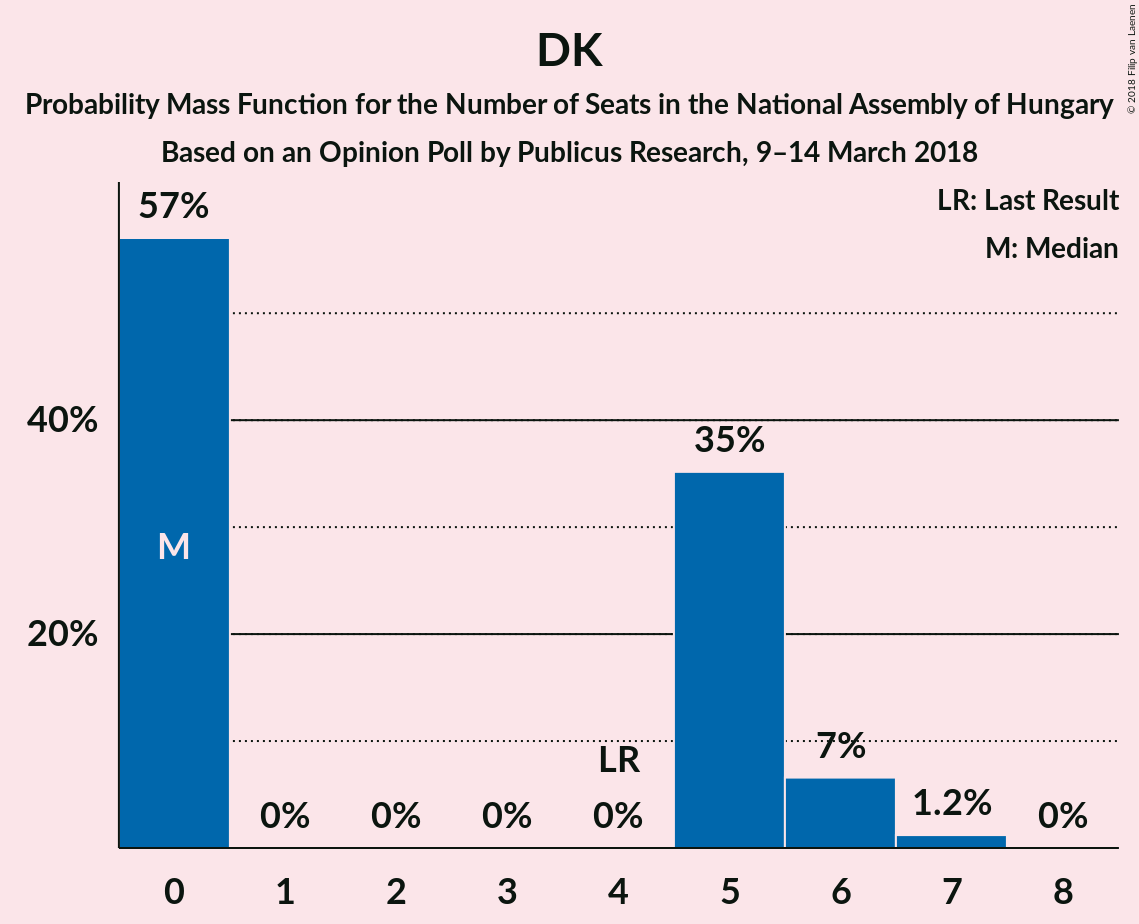 DK
Probability Mass Function for the Number of Seats in the National Assembly of Hungary
Based on an Opinion Poll by Publicus Research, 9–14 March 2018
© 2018 Filip van Laenen
LR: Last Result
M: Median
57%
40%
35%
M
20%
7%
LR
1.2%
0% 0% 0% 0% 0%
0 1 2 3 4 5 6 7 8